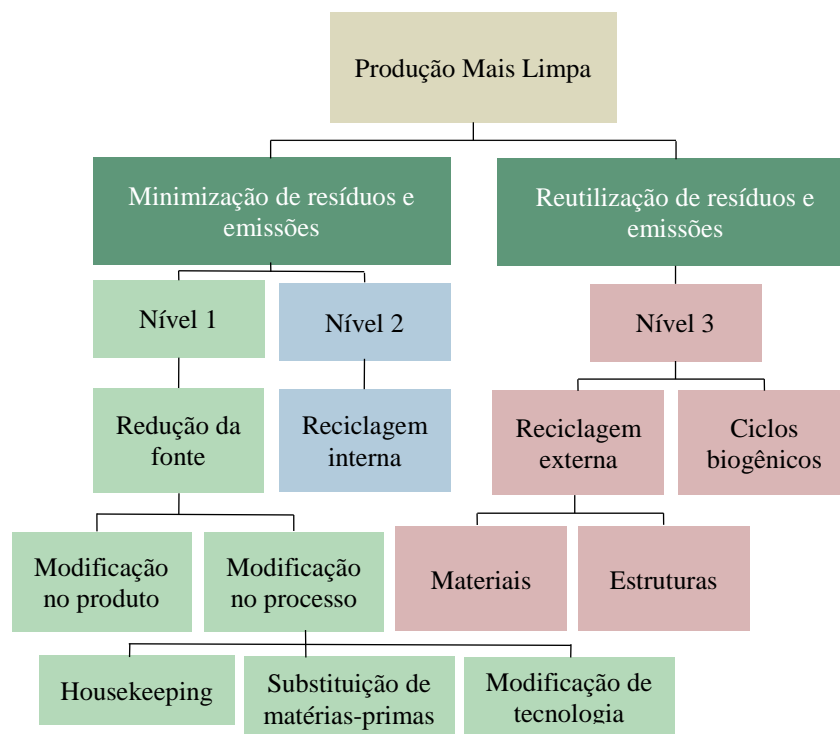 Produção Mais Limpa
Minimização de resíduos e
emissões
Reutilização de resíduos e
emissões
Nível 1
Nível 2
Nível 3
Redução da
fonte
Reciclagem
interna
Reciclagem
externa
Ciclos
biogênicos
Modificação
no produto
Modificação
no processo
Materiais
Estruturas
Housekeeping
Substituição de
matérias-primas
Modificação de
tecnologia